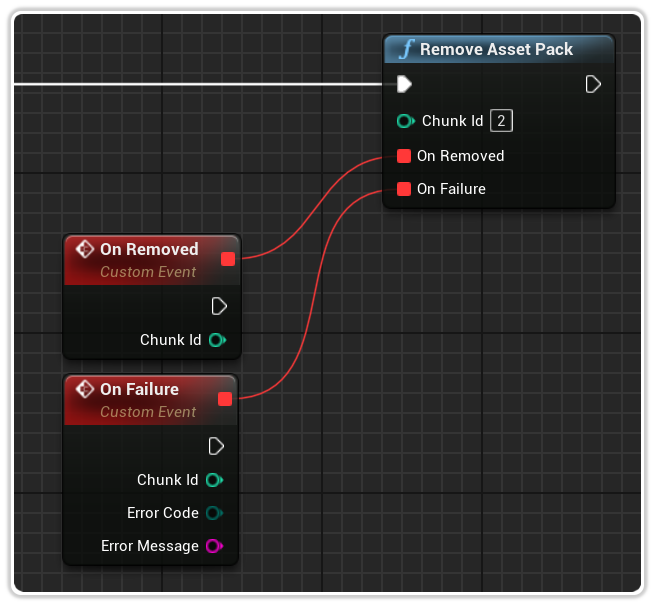 f Remove Asset Pack
Chunk Id 2
On Removed
On Failure
On Removed
Custom Event
Chunk Id
On Failure
Custom Event
Chunk Id
Error Code
Error Message